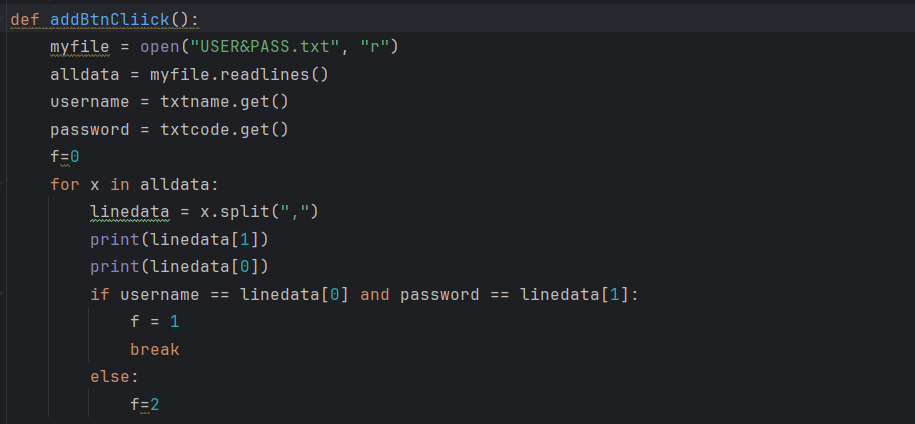 def addBtnCliick():
    myfile = open("USER&PASS.txt", "r")
    alldata = myfile.readlines()
    username = txtname.get()
    password = txtcode.get()
    f=0
    for x in alldata:
        linedata = x.split(",")
        print(linedata[1])
        print(linedata[0])
        if username == linedata[0] and password == linedata[1]:
            f = 1
            break
        else:
            f=2